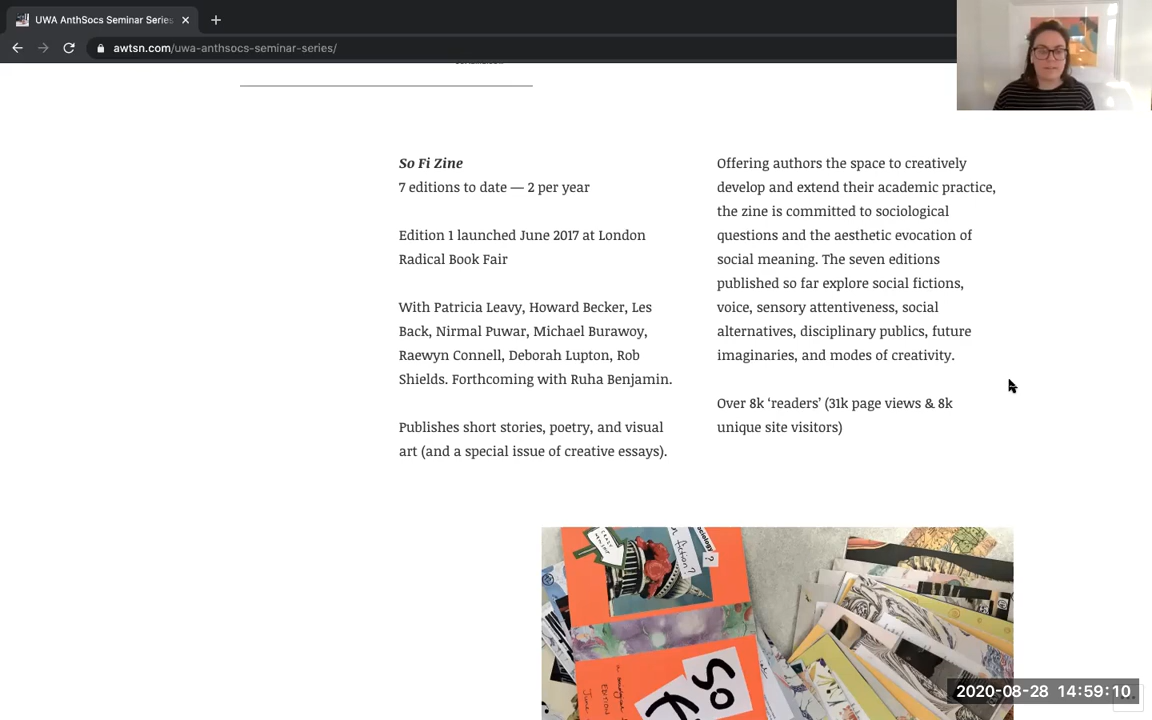 UWA AnthSocs Seminar Series
awtsn.com/uwa-anthsocs-seminar-series/
So Fi Zine
7 editions to date — 2 per year
Edition 1 launched June 2017 at London
Radical Book Fair
With Patricia Leavy, Howard Becker, Les
Back, Nirmal Puwar, Michael Burawoy,
Raewyn Connell, Deborah Lupton, Rob
Shields. Forthcoming with Ruha Benjamin.
Publishes short stories, poetry, and visual
art (and a special issue of creative essays).
Offering authors the space to creatively
develop and extend their academic practice,
the zine is committed to sociological
questions and the aesthetic evocation of
social meaning. The seven editions
published so far explore social fictions,
voice, sensory attentiveness, social
alternatives, disciplinary publics, future
imaginaries, and modes of creativity.
Over 8k ‘readers’ (31k page views & 8k
unique site visitors)
fiction?
So
2020-08-28 14:59:10